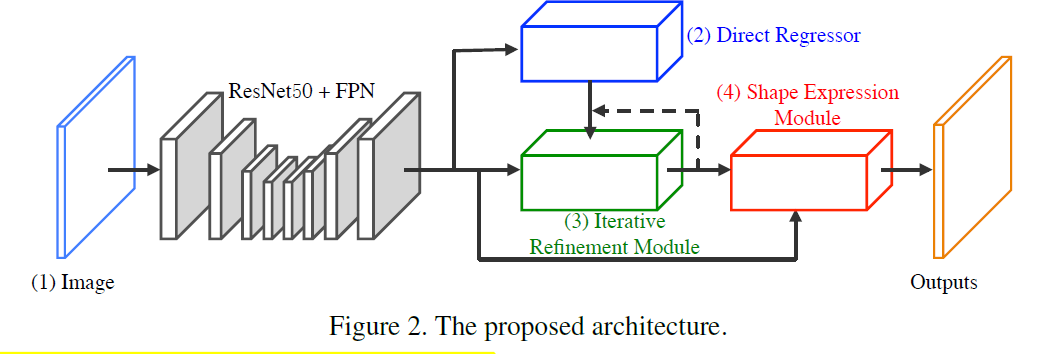 (2) Direct Regressor
ResNet50 + FPN
(4) Shape Expression
Module
(3) Iterative
Refinement Module
(1) Image
Outputs
Figure 2. The proposed architecture.